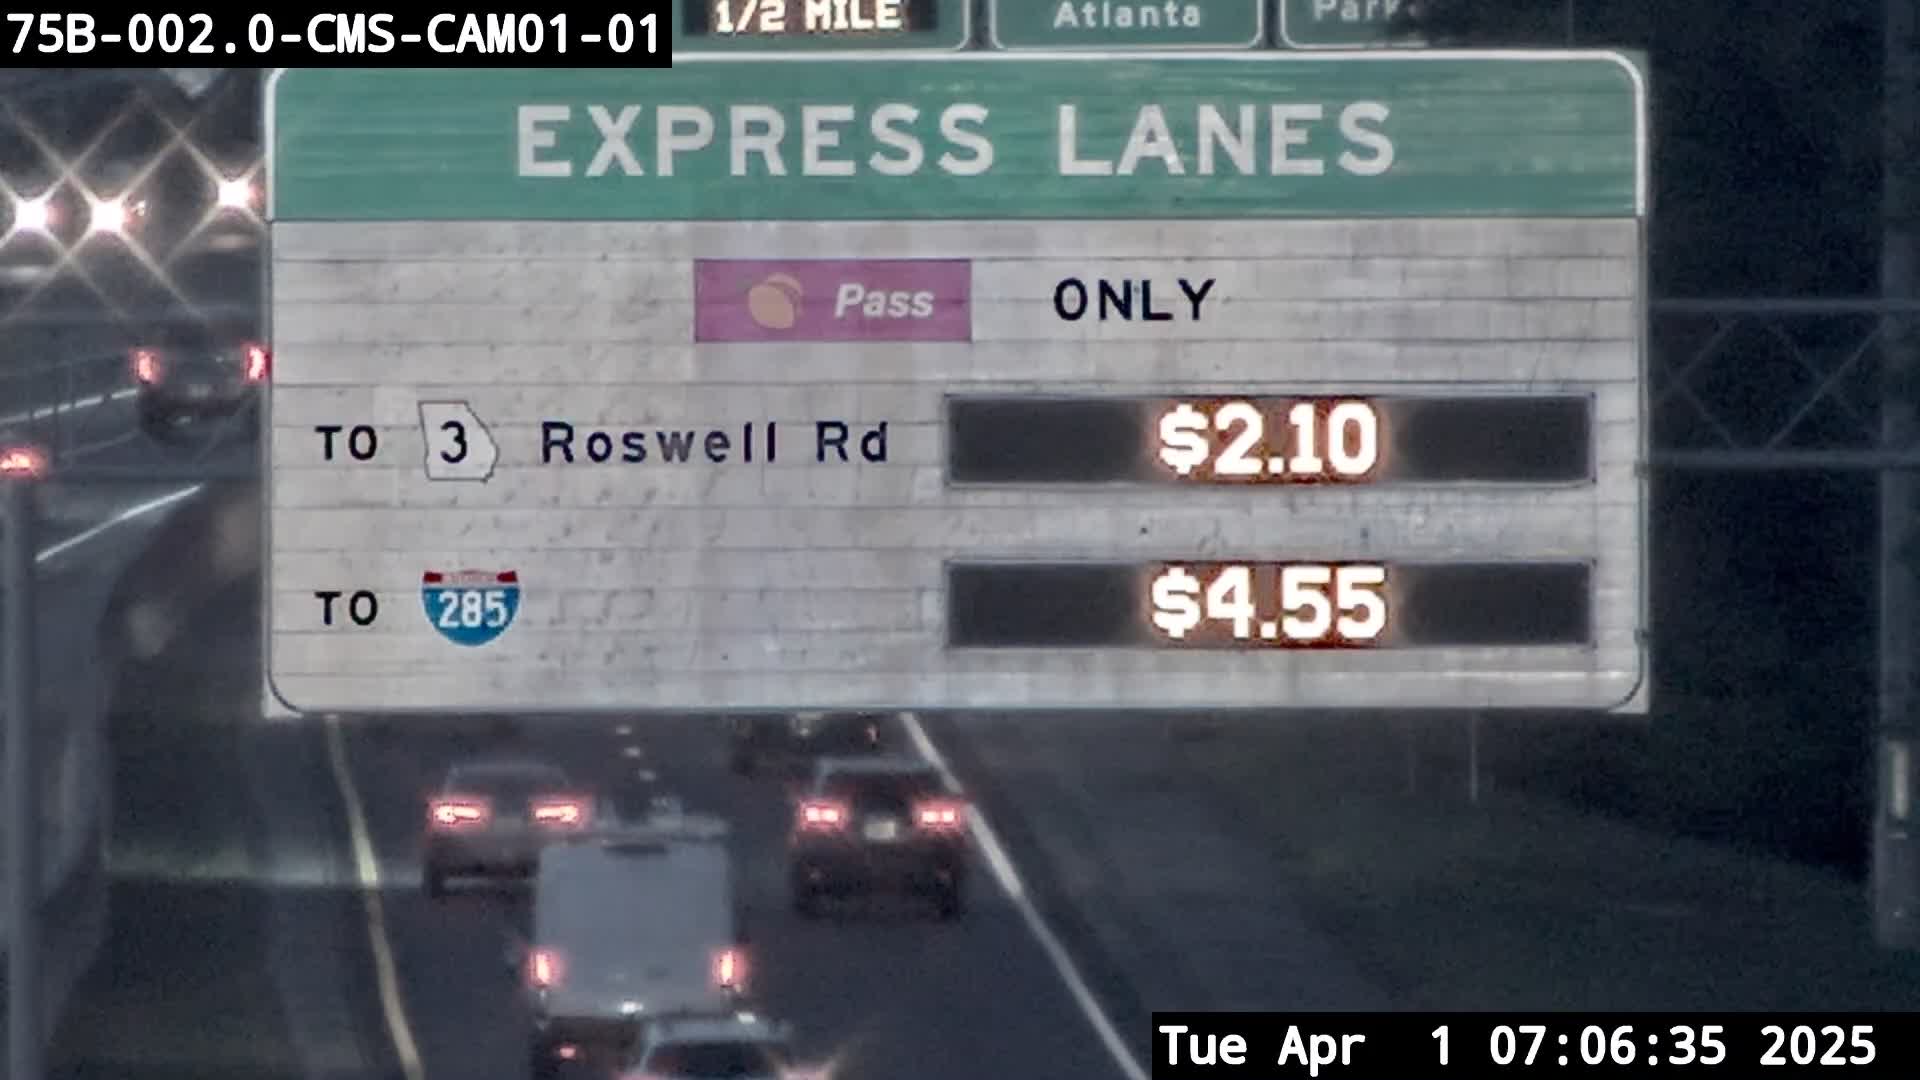 75B-002.0-CMS-CAM01-01
1/2 MILE
Atlanta
Park
EXPRESS LANES
Pass ONLY
TO 3 Roswell Rd $2.10
TO 285 $4.55
Tue Apr 1 07:06:35 2025